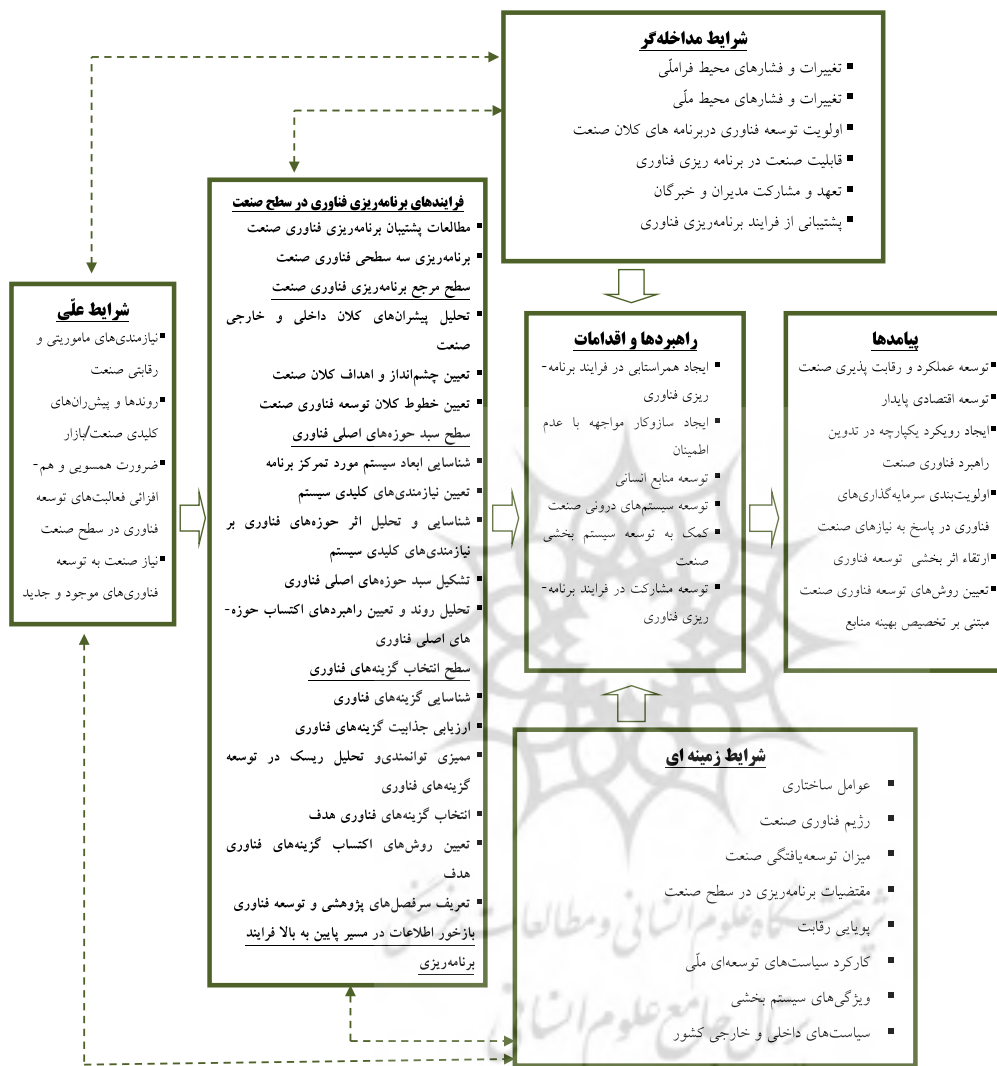 شرایط مداخله‌گر
▪ تغییرات و فشارهای محیط فراملّی
▪ تغییرات و فشارهای محیط ملّی
▪ اولویت توسعه فناوری دربرنامه های کلان صنعت
▪ قابلیت صنعت در برنامه ریزی فناوری
▪ تعهد و مشارکت مدیران و خبرگان
▪ پشتیبانی از فرایند برنامه‌ریزی فناوری
شرایط علّی
▪ نیازمندی‌های ماموریتی و
رقابتی صنعت
▪ روندها و پیش‌ران‌های
کلیدی صنعت/بازار
▪ ضرورت همسویی و هم-
افزائی فعالیت‌های توسعه
فناوری در سطح صنعت
▪ نیاز صنعت به توسعه
فناوری‌های موجود و جدید
فرایندهای برنامه‌ریزی فناوری در سطح صنعت
▪ مطالعات پشتیبان برنامه‌ریزی فناوری صنعت
▪ برنامه‌ریزی سه سطحی فناوری صنعت
سطح مرجع برنامه‌ریزی فناوری صنعت
▪ تحلیل پیشران‌های کلان داخلی و خارجی
صنعت
▪ تعیین چشم‌انداز و اهداف کلان صنعت
▪ تعیین خطوط کلان توسعه فناوری صنعت
سطح سبد حوزه‌های اصلی فناوری
▪ شناسایی ابعاد سیستم مورد تمرکز برنامه
▪ تعیین نیازمندی‌های کلیدی سیستم
▪ شناسایی و تحلیل اثر حوزه‌های فناوری بر
نیازمندی‌های کلیدی سیستم
▪ تشکیل سبد حوزه‌های اصلی فناوری
▪ تحلیل روند و تعیین راهبردهای اکتساب حوزه-
های اصلی فناوری
سطح انتخاب گزینه‌های فناوری
▪ شناسایی گزینه‌های فناوری
▪ ارزیابی جذابیت گزینه‌های فناوری
▪ ممیزی توانمندیو تحلیل ریسک در توسعه
گزینه‌های فناوری
▪ انتخاب گزینه‌های فناوری هدف
▪ تعیین روش‌های اکتساب گزینه‌های فناوری
هدف
▪ تعریف سرفصل‌های پژوهشی و توسعه فناوری
بازخور اطلاعات در مسیر پایین به بالا فرایند
برنامه‌ریزی
راهبردها و اقدامات
▪ ایجاد همراستایی در فرایند برنامه-
ریزی فناوری
▪ ایجاد سازوکار مواجهه با عدم
اطمینان
▪ توسعه منابع انسانی
▪ توسعه سیستم‌های درونی صنعت
▪ کمک به توسعه سیستم بخشی
صنعت
▪ توسعه مشارکت در فرایند برنامه-
ریزی فناوری
پیامدها
▪ توسعه عملکرد و رقابت پذیری صنعت
▪ توسعه اقتصادی پایدار
▪ ایجاد رویکرد یکپارچه در تدوین
راهبرد فناوری صنعت
▪ اولویت‌بندی سرمایه‌گذاری‌های
فناوری در پاسخ به نیازهای صنعت
▪ ارتقاء اثر بخشی توسعه فناوری
▪ تعیین روش‌های توسعه فناوری صنعت
مبتنی بر تخصیص بهینه منابع
شرایط زمینه ای
▪ عوامل ساختاری
▪ رژیم فناوری صنعت
▪ میزان توسعه‌یافتگی صنعت
▪ مقتضیات برنامه‌ریزی در سطح صنعت
▪ پویایی رقابت
▪ کارکرد سیاست‌های توسعه‌ای ملّی
▪ ویژگی‌های سیستم بخشی
▪ سیاست‌های داخلی و خارجی کشور
پژوهشگاه علوم انسانی و مطالعات فرهنگی
پرتال جامع علوم انسانی